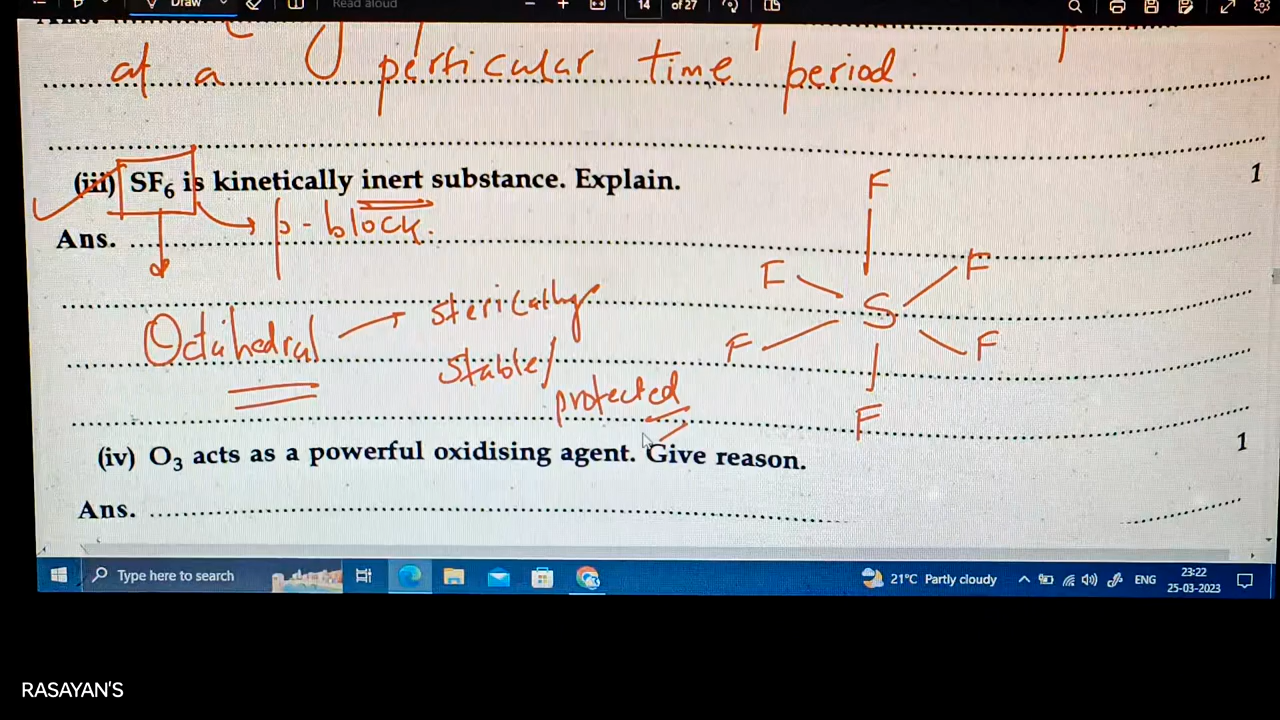 Draw
Read aloud
14 of 27
at a perticular time period.
(iii) SF6 is kinetically inert substance. Explain. 1
Ans. p-block.
Octihedral sterically
stable/
protected
F
F F
S
F F
F
(iv) O3 acts as a powerful oxidising agent. Give reason. 1
Ans.
Type here to search
21°C Partly cloudy
ENG
23:22
25-03-2023
RASAYAN'S